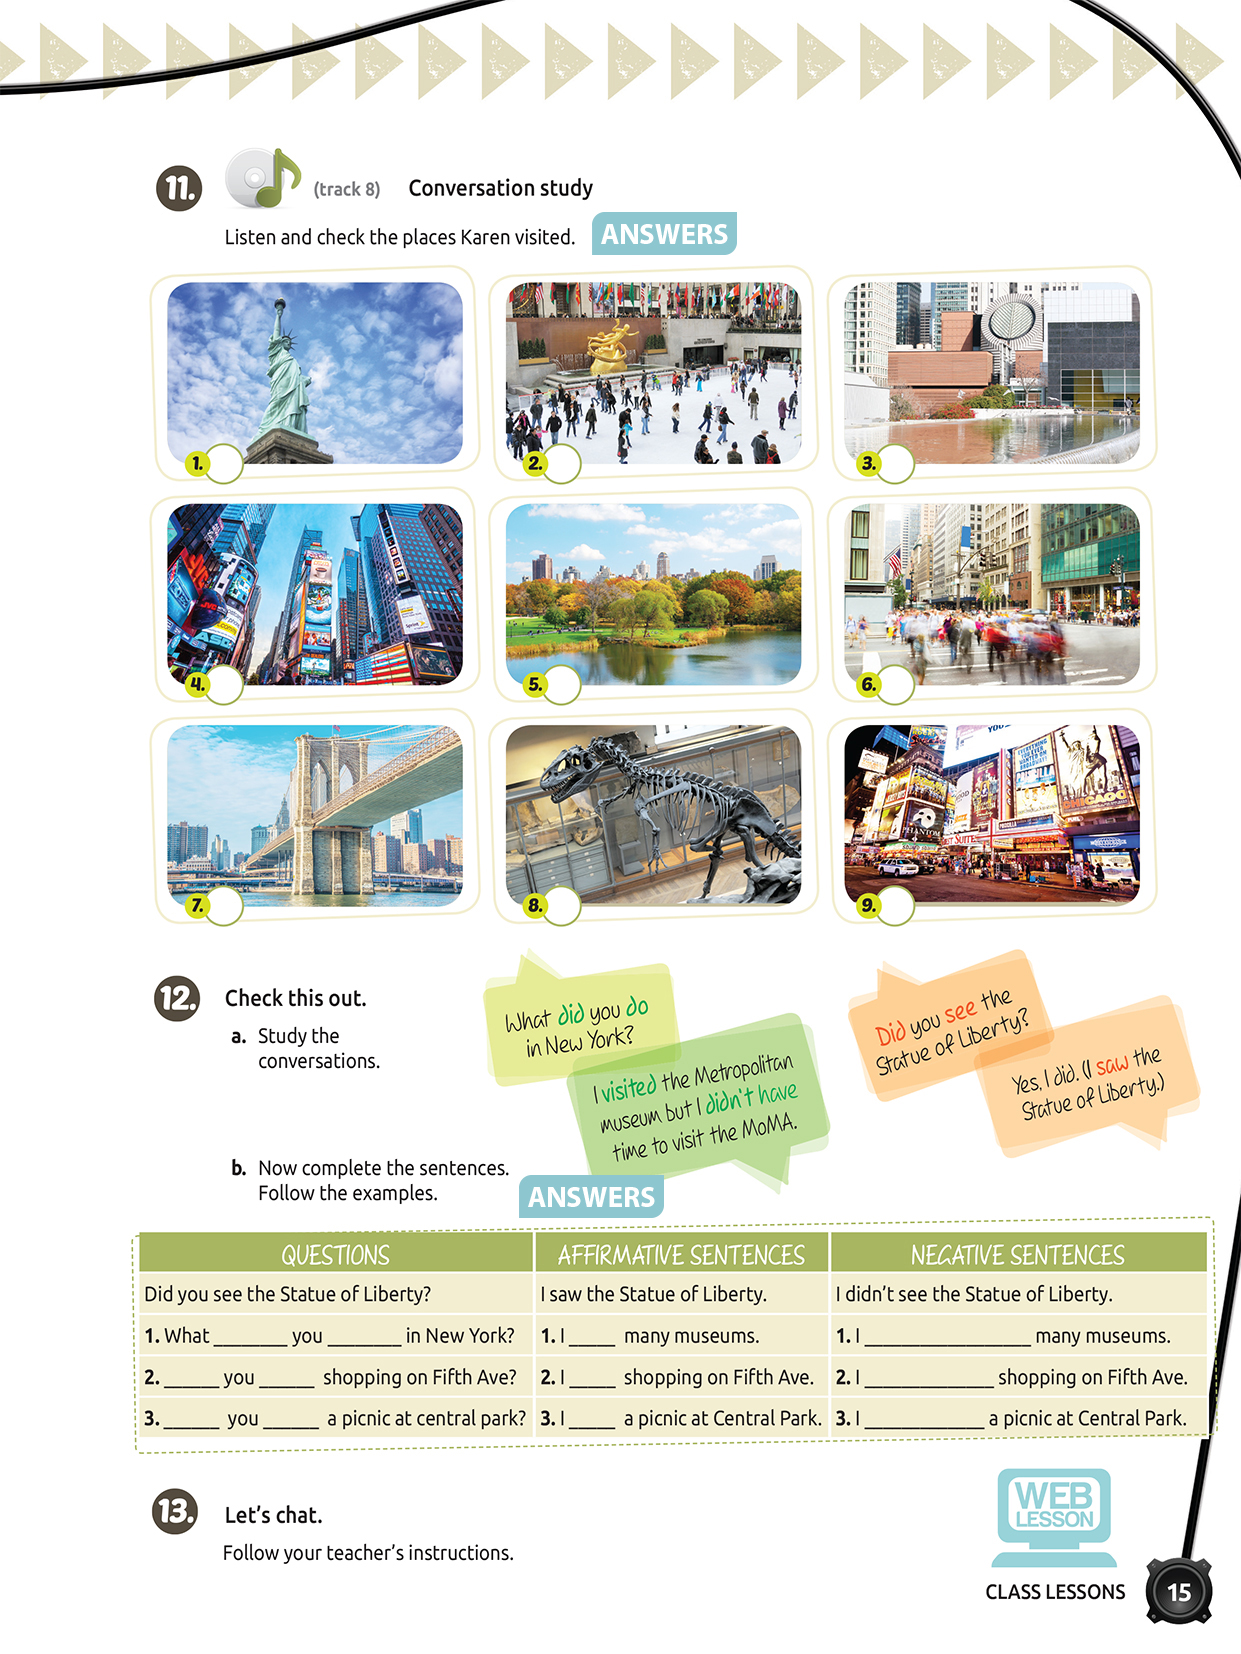 11.
(track 8) Conversation study
Listen and check the places Karen visited. ANSWERS
1.
2.
3.
4.
5.
6.
7.
8.
9.
CHICAGO
12. Check this out.
a. Study the
conversations.
What did you do
in New York?
I visited the Metropolitan
museum but I didn't have
time to visit the MoMA.
Did you see the
Statue of Liberty?
Yes, I did. (I saw the
Statue of Liberty.)
b. Now complete the sentences.
Follow the examples.
ANSWERS
QUESTIONS AFFIRMATIVE SENTENCES NEGATIVE SENTENCES
Did you see the Statue of Liberty? I saw the Statue of Liberty. I didn't see the Statue of Liberty.
1. What ________ you ________ in New York? 1. I _____ many museums. 1. I __________________ many museums.
2. ______ you ______ shopping on Fifth Ave? 2. I _____ shopping on Fifth Ave. 2. I ______________ shopping on Fifth Ave.
3. ______ you ______ a picnic at central park? 3. I _____ a picnic at Central Park. 3. I _____________ a picnic at Central Park.
13. Let's chat.
Follow your teacher's instructions.
WEB
LESSON
CLASS LESSONS
15